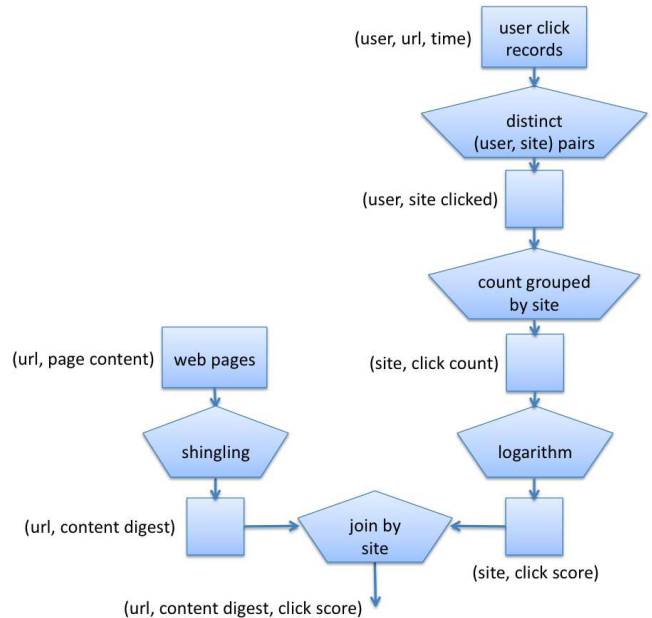 (user, url, time)
user click
records
distinct
(user, site) pairs
(user, site clicked)
count grouped
by site
(url, page content)
web pages
(site, click count)
shingling
logarithm
(url, content digest)
join by
site
(site, click score)
(url, content digest, click score)